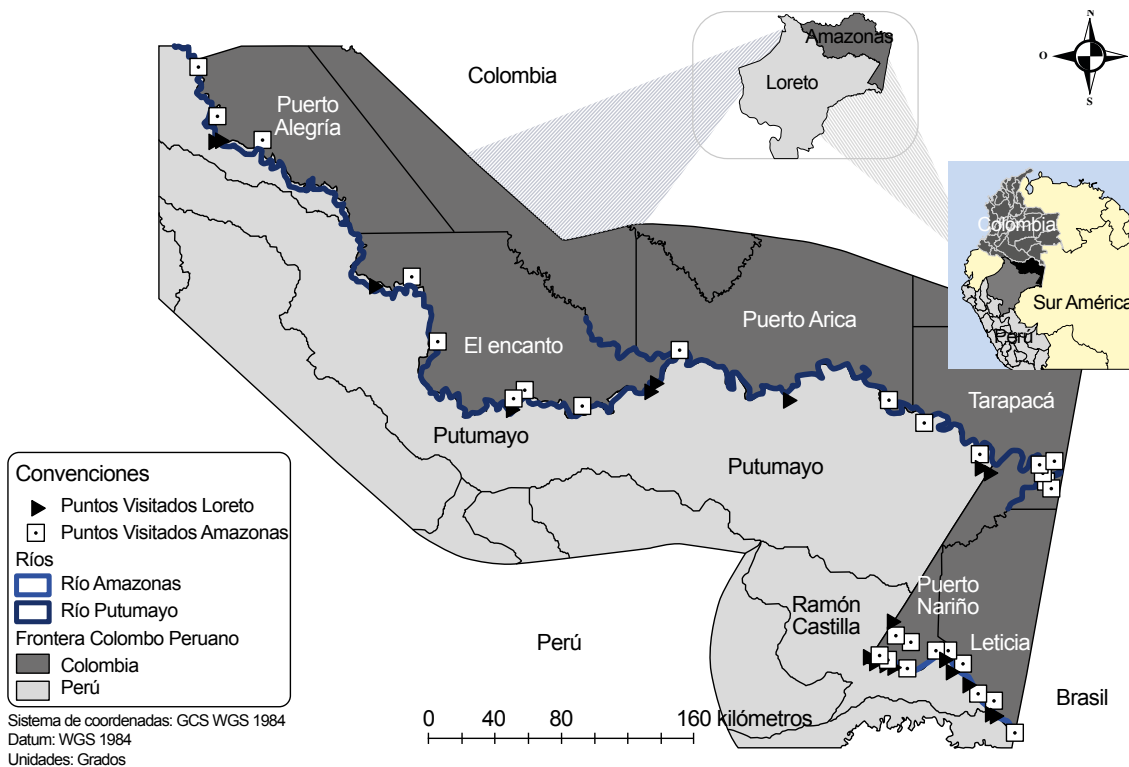 N
O
S
Amazonas
Loreto
Colombia
Puerto
Alegría
Colombia
Sur América
Perú
Puerto Arica
El encanto
Tarapacá
Putumayo
Putumayo
Puerto
Nariño
Ramón
Castilla
Leticia
Perú
Brasil
Convenciones
Puntos Visitados Loreto
Puntos Visitados Amazonas
Ríos
Río Amazonas
Río Putumayo
Frontera Colombo Peruano
Colombia
Perú
Sistema de coordenadas: GCS WGS 1984
Datum: WGS 1984
Unidades: Grados
0 40 80 160 kilómetros